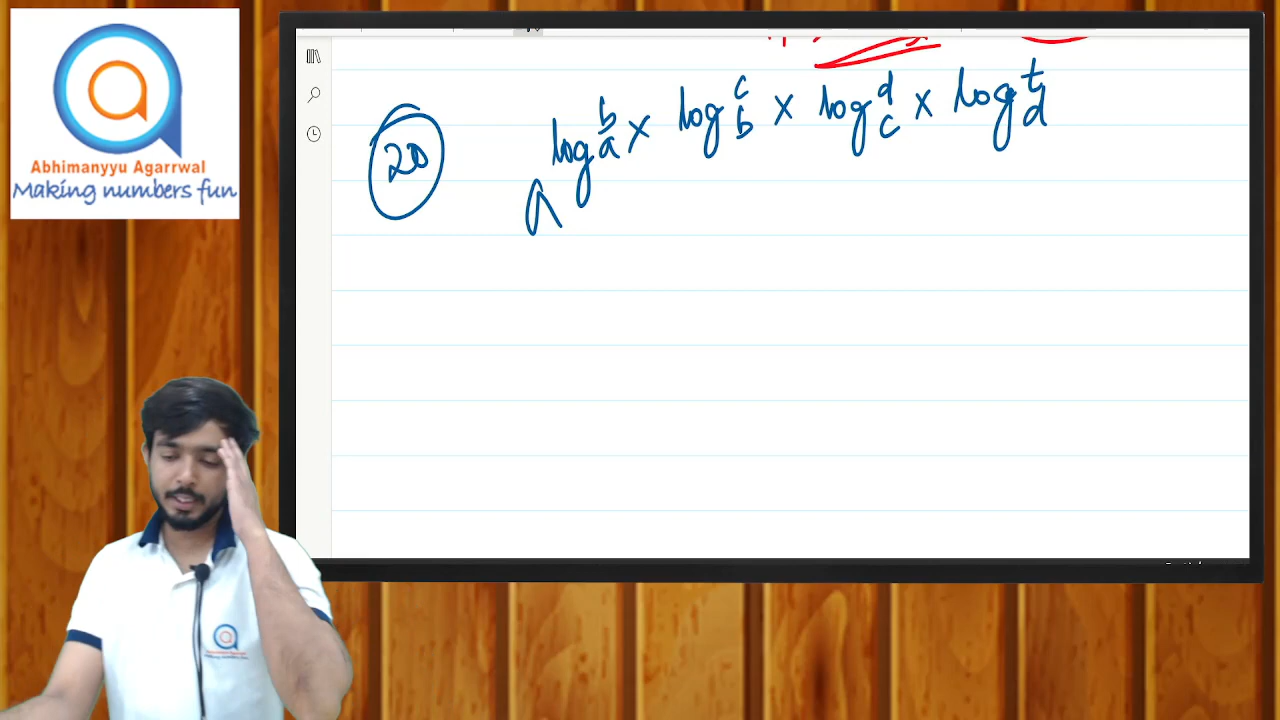 Abhimanyyu Agarrwal
Making numbers fun
20
a^{log_a b × log_b c × log_c d × log_d t}